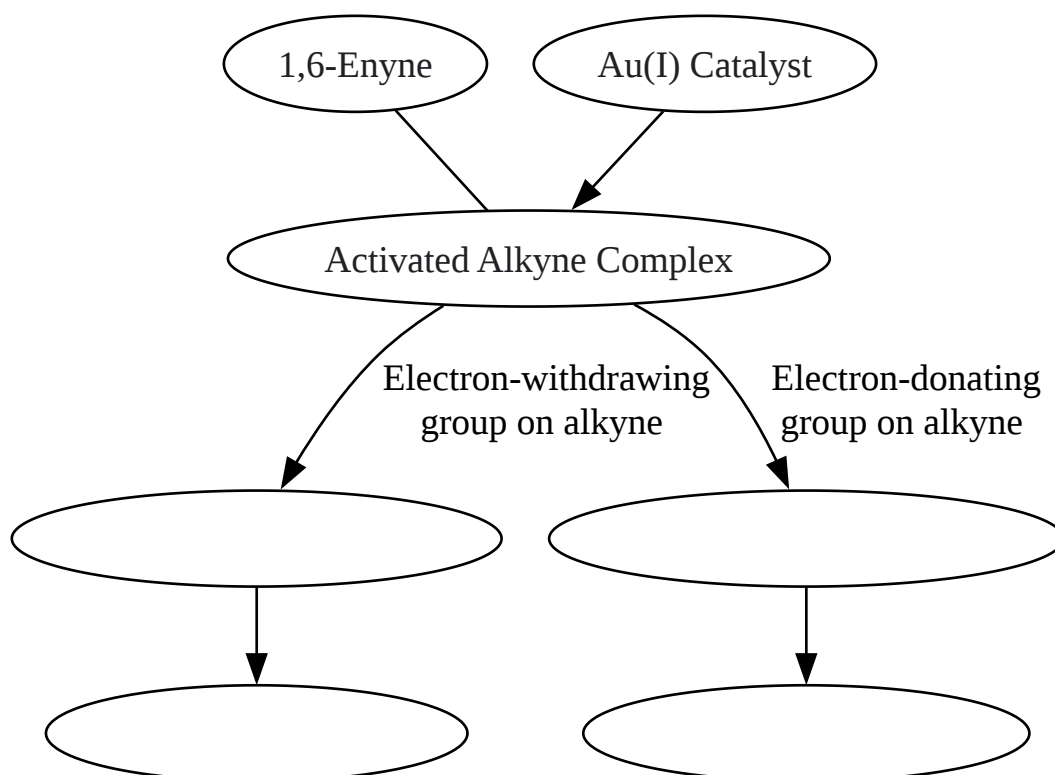 1,6-Enyne
Au(I) Catalyst
Activated Alkyne Complex
Electron-withdrawing
group on alkyne
Electron-donating
group on alkyne